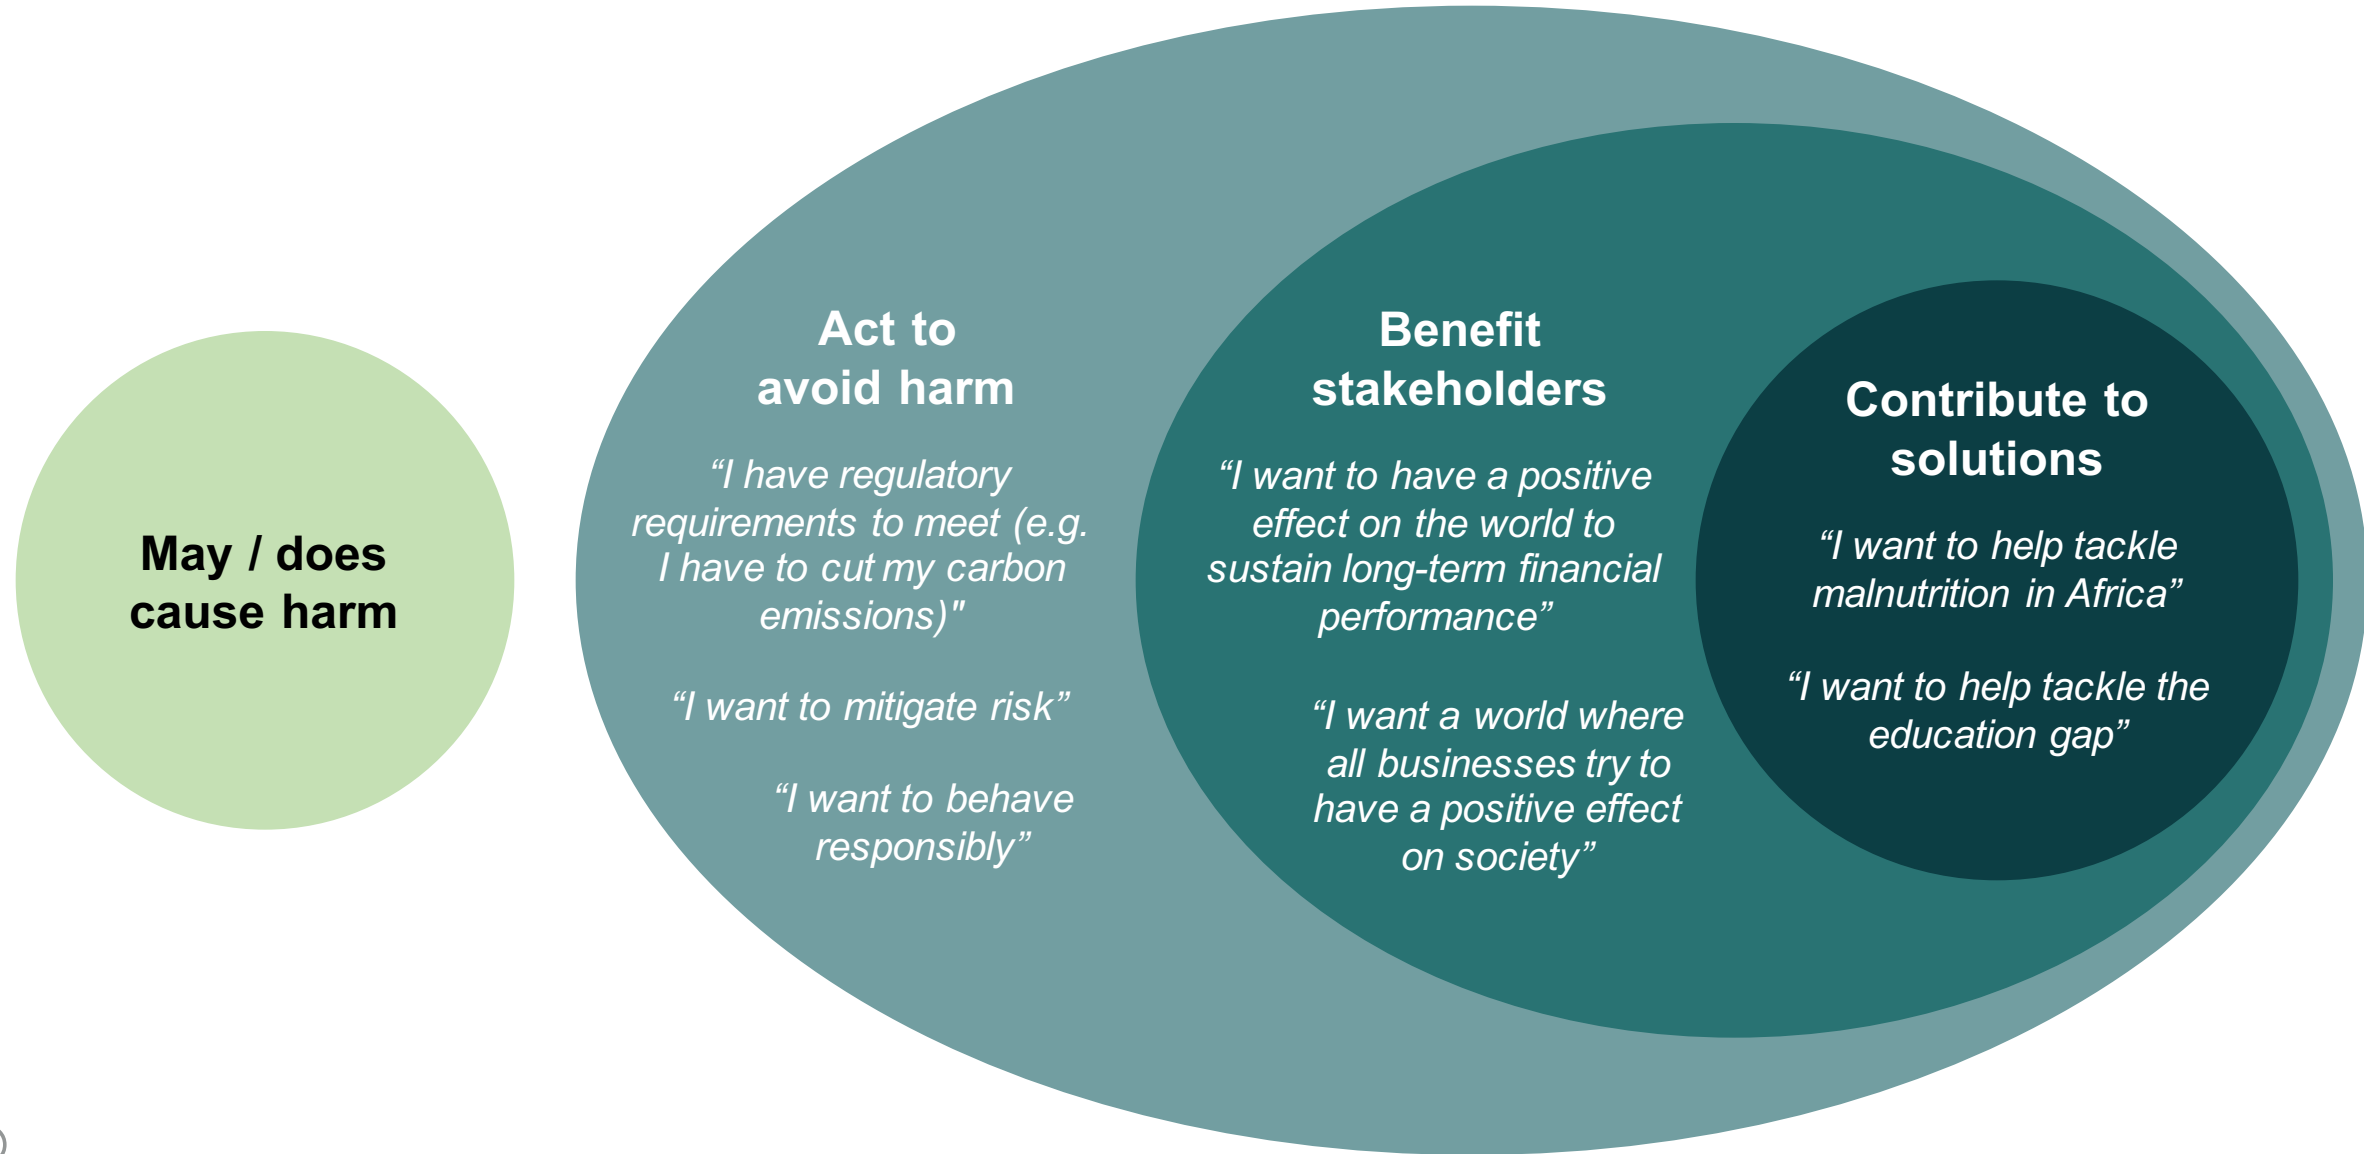 May / does
cause harm
Act to
avoid harm
“I have regulatory
requirements to meet (e.g.
I have to cut my carbon
emissions)"
“I want to mitigate risk”
“I want to behave
responsibly”
Benefit
stakeholders
“I want to have a positive
effect on the world to
sustain long-term financial
performance”
“I want a world where
all businesses try to
have a positive effect
on society”
Contribute to
solutions
“I want to help tackle
malnutrition in Africa”
“I want to help tackle the
education gap”